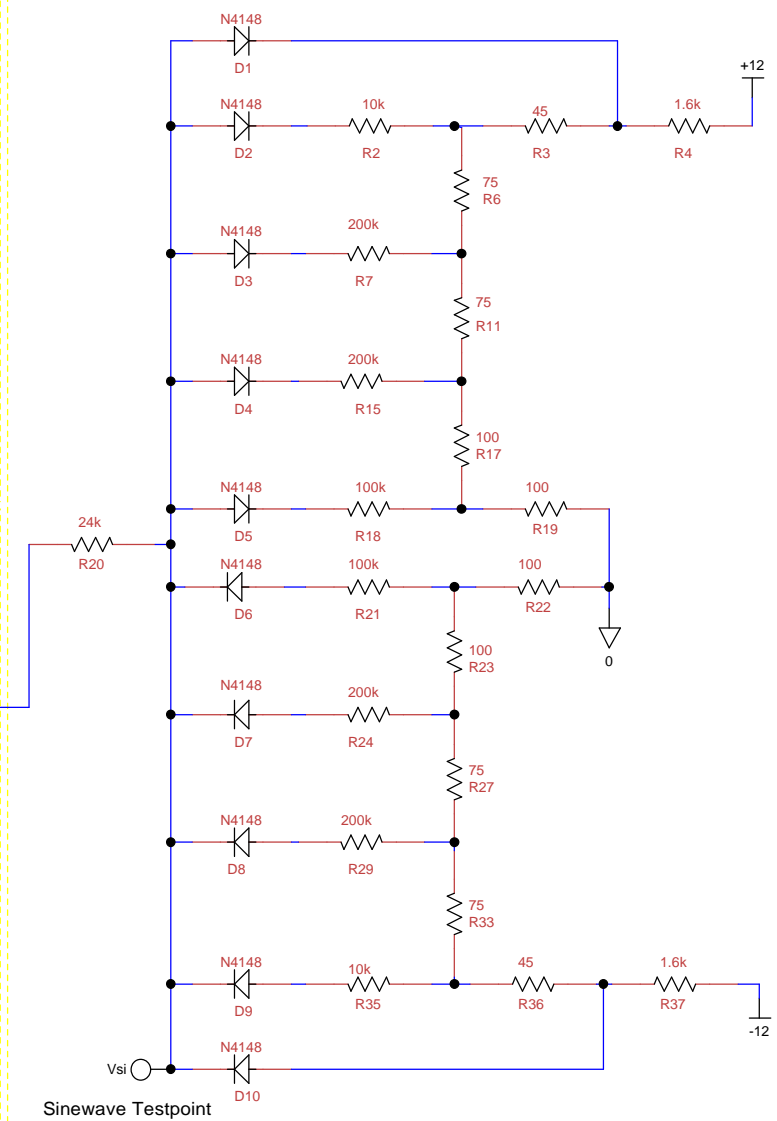 N4148
D1
+12
N4148
D2
10k
R2
45
R3
1.6k
R4
75
R6
N4148
D3
200k
R7
75
R11
N4148
D4
200k
R15
100
R17
N4148
D5
100k
R18
100
R19
24k
R20
N4148
D6
100k
R21
100
R22
0
100
R23
N4148
D7
200k
R24
75
R27
N4148
D8
200k
R29
75
R33
N4148
D9
10k
R35
45
R36
1.6k
R37
-12
N4148
D10
Vsi
Sinewave Testpoint